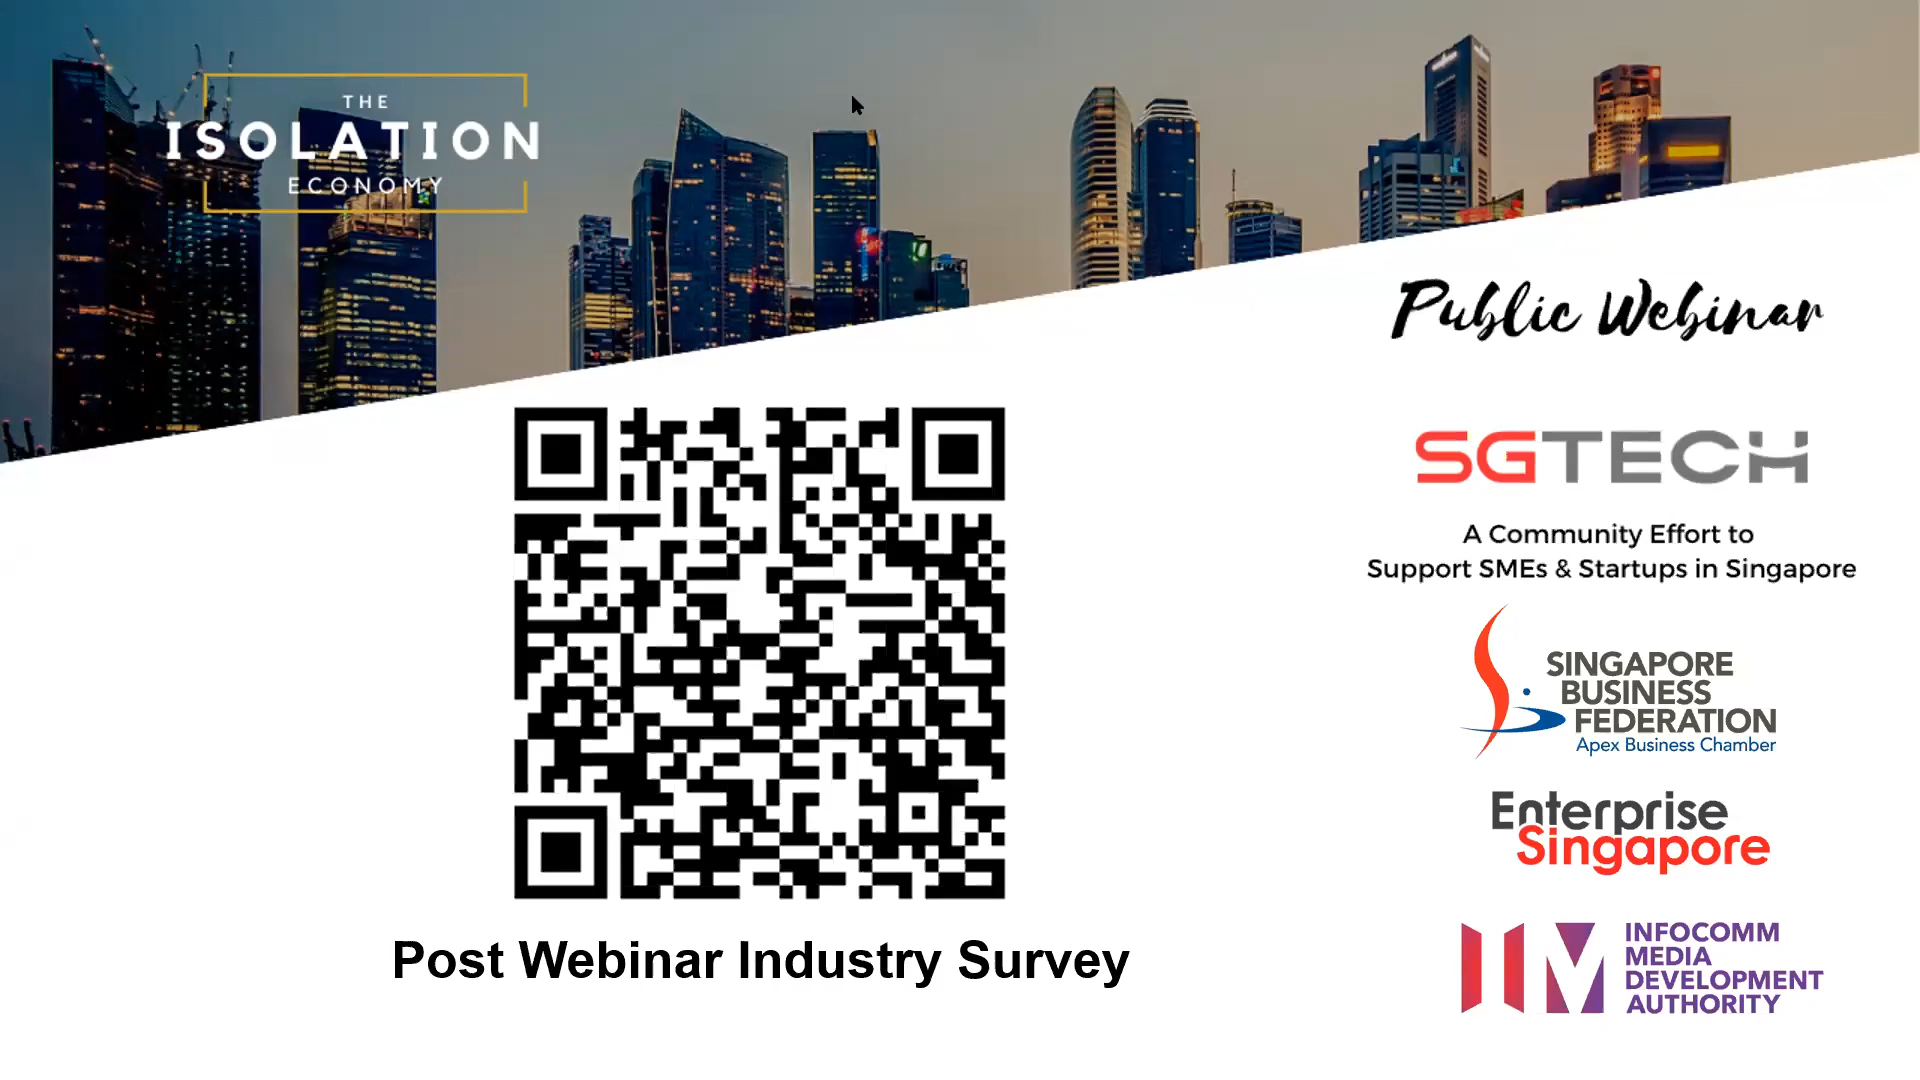 THE
ISOLATION
ECONOMY
Public Webinar
SGTECH
A Community Effort to
Support SMEs & Startups in Singapore
SINGAPORE
BUSINESS
FEDERATION
Apex Business Chamber
Enterprise
Singapore
INFOCOMM
MEDIA
DEVELOPMENT
AUTHORITY
Post Webinar Industry Survey